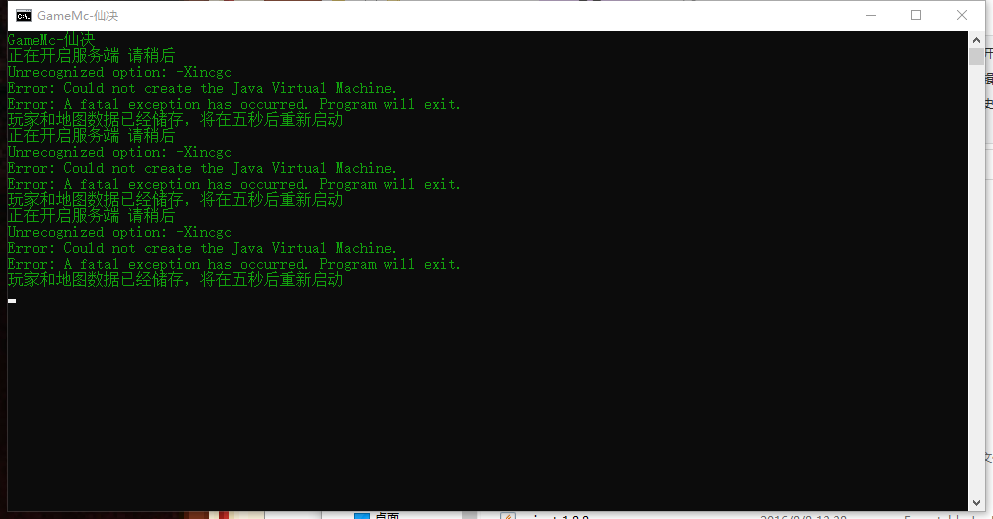 GameMc-仙决
GameMc-仙决
正在开启服务端 请稍后
Unrecognized option: -Xincgc
Error: Could not create the Java Virtual Machine.
Error: A fatal exception has occurred. Program will exit.
玩家和地图数据已经储存，将在五秒后重新启动
正在开启服务端 请稍后
Unrecognized option: -Xincgc
Error: Could not create the Java Virtual Machine.
Error: A fatal exception has occurred. Program will exit.
玩家和地图数据已经储存，将在五秒后重新启动
正在开启服务端 请稍后
Unrecognized option: -Xincgc
Error: Could not create the Java Virtual Machine.
Error: A fatal exception has occurred. Program will exit.
玩家和地图数据已经储存，将在五秒后重新启动
桌面